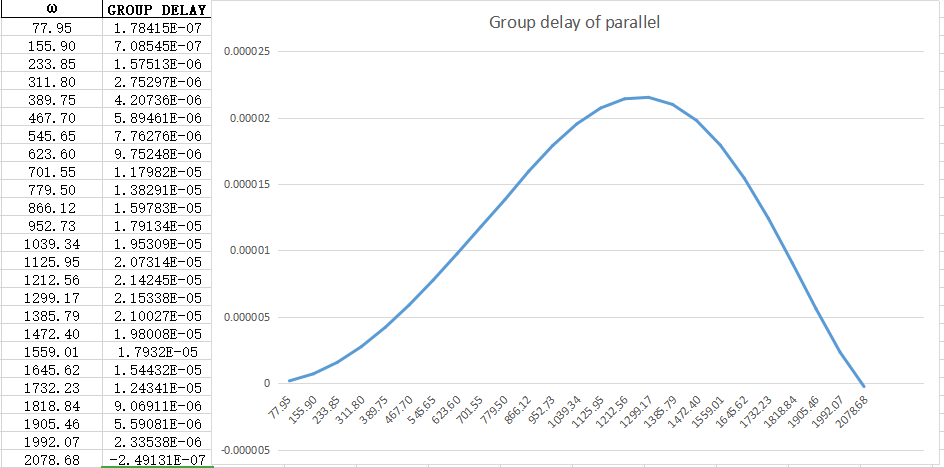 ω GROUP DELAY
77.95 1.78415E-07
155.90 7.08545E-07
233.85 1.57513E-06
311.80 2.75297E-06
389.75 4.20736E-06
467.70 5.89461E-06
545.65 7.76276E-06
623.60 9.75248E-06
701.55 1.17982E-05
779.50 1.38291E-05
866.12 1.59783E-05
952.73 1.79134E-05
1039.34 1.95309E-05
1125.95 2.07314E-05
1212.56 2.14245E-05
1299.17 2.15338E-05
1385.79 2.10027E-05
1472.40 1.98008E-05
1559.01 1.7932E-05
1645.62 1.54432E-05
1732.23 1.24341E-05
1818.84 9.06911E-06
1905.46 5.59081E-06
1992.07 2.33538E-06
2078.68 -2.49131E-07
Group delay of parallel
0.000025
0.00002
0.000015
0.00001
0.000005
0
-0.000005
77.95 155.90 233.85 311.80 389.75 467.70 545.65 623.60 701.55 779.50 866.12 952.73 1039.34 1125.95 1212.56 1299.17 1385.79 1472.40 1559.01 1645.62 1732.23 1818.84 1905.46 1992.07 2078.68